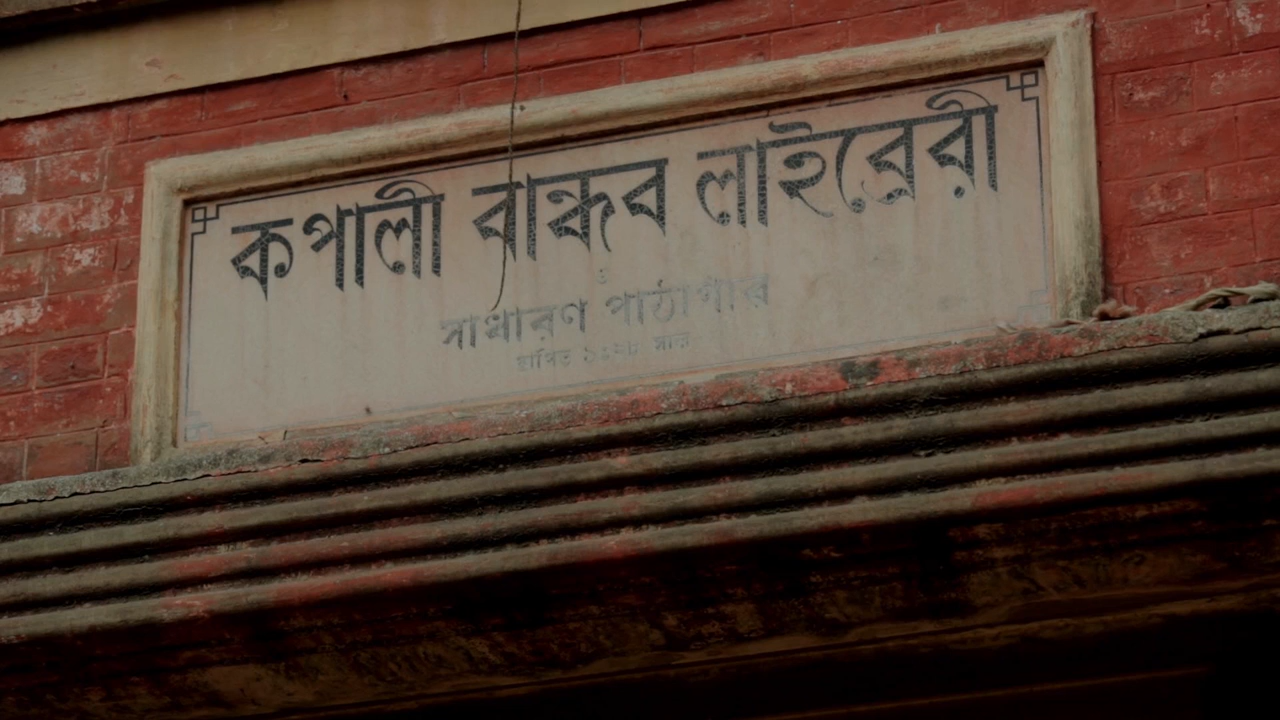 কপালী বান্ধব লাইব্রেরী
সাধারণ পাঠাগার
স্থাপিত সাল